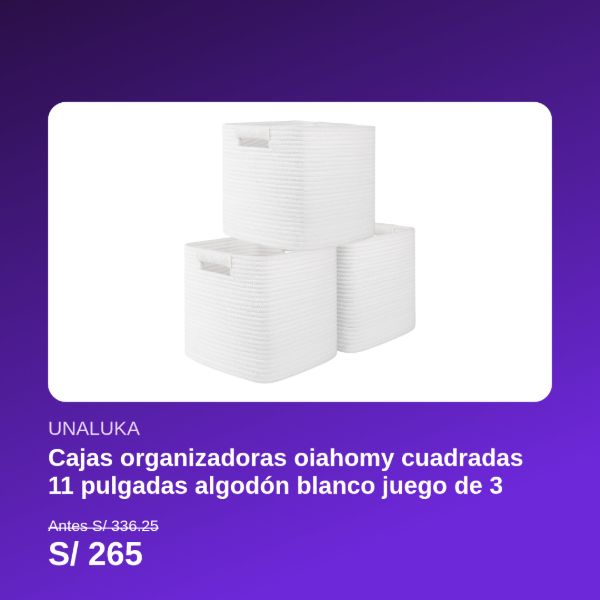 UNALUKA
Cajas organizadoras oiahomy cuadradas
11 pulgadas algodón blanco juego de 3
Antes S/ 336.25
S/ 265